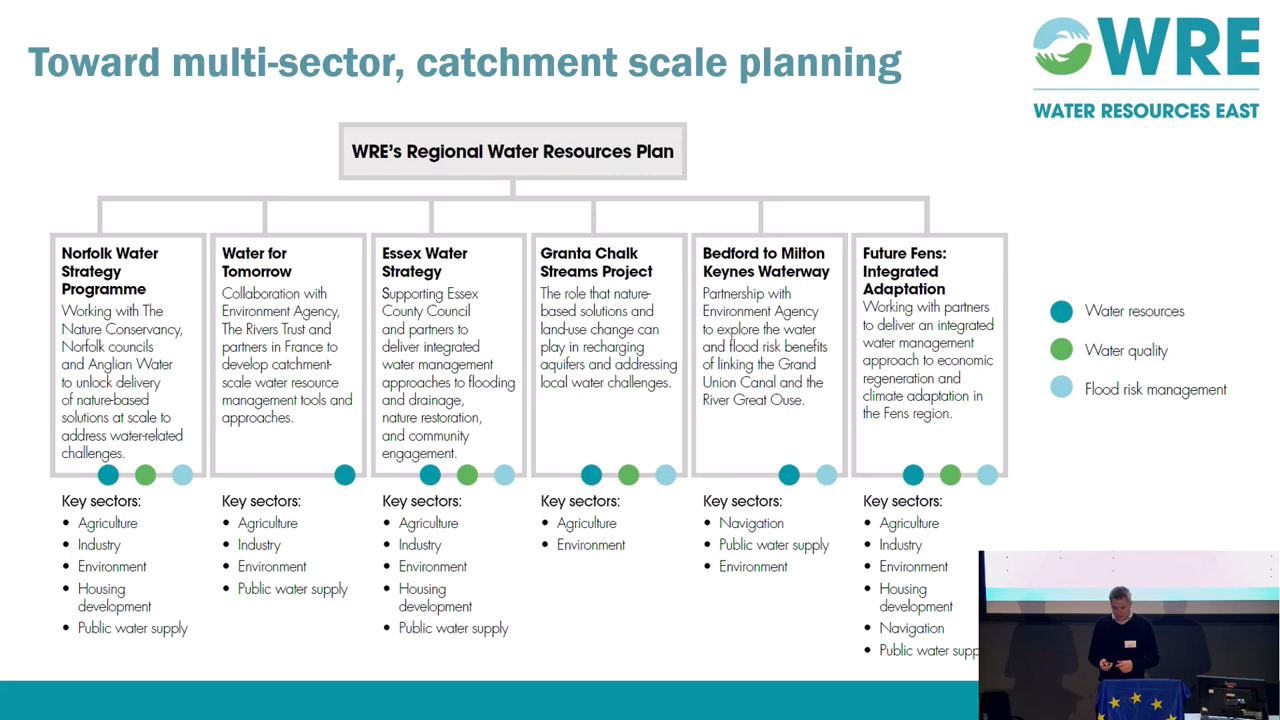 Toward multi-sector, catchment scale planning
WRE
WATER RESOURCES EAST
WRE's Regional Water Resources Plan
Norfolk Water
Strategy
Programme
Working with The
Nature Conservancy,
Norfolk councils
and Anglian Water
to unlock delivery
of nature-based
solutions at scale to
address water-related
challenges.
Key sectors:
• Agriculture
• Industry
• Environment
• Housing
development
• Public water supply
Water for
Tomorrow
Collaboration with
Environment Agency,
The Rivers Trust and
partners in France to
develop catchment-
scale water resource
management tools and
approaches.
Key sectors:
• Agriculture
• Industry
• Environment
• Public water supply
Essex Water
Strategy
Supporting Essex
County Council
and partners to
deliver integrated
water management
approaches to flooding
and drainage,
nature restoration,
and community
engagement.
Key sectors:
• Agriculture
• Industry
• Environment
• Housing
development
• Public water supply
Granta Chalk
Streams Project
The role that nature-
based solutions and
land-use change can
play in recharging
aquifers and addressing
local water challenges.
Key sectors:
• Agriculture
• Environment
Bedford to Milton
Keynes Waterway
Partnership with
Environment Agency
to explore the water
and flood risk benefits
of linking the Grand
Union Canal and the
River Great Ouse.
Key sectors:
• Navigation
• Public water supply
• Environment
Future Fens:
Integrated
Adaptation
Working with partners
to deliver an integrated
water management
approach to economic
regeneration and
climate adaptation in
the Fens region.
Key sectors:
• Agriculture
• Industry
• Environment
• Housing
development
• Navigation
• Public water supp
Water resources
Water quality
Flood risk management